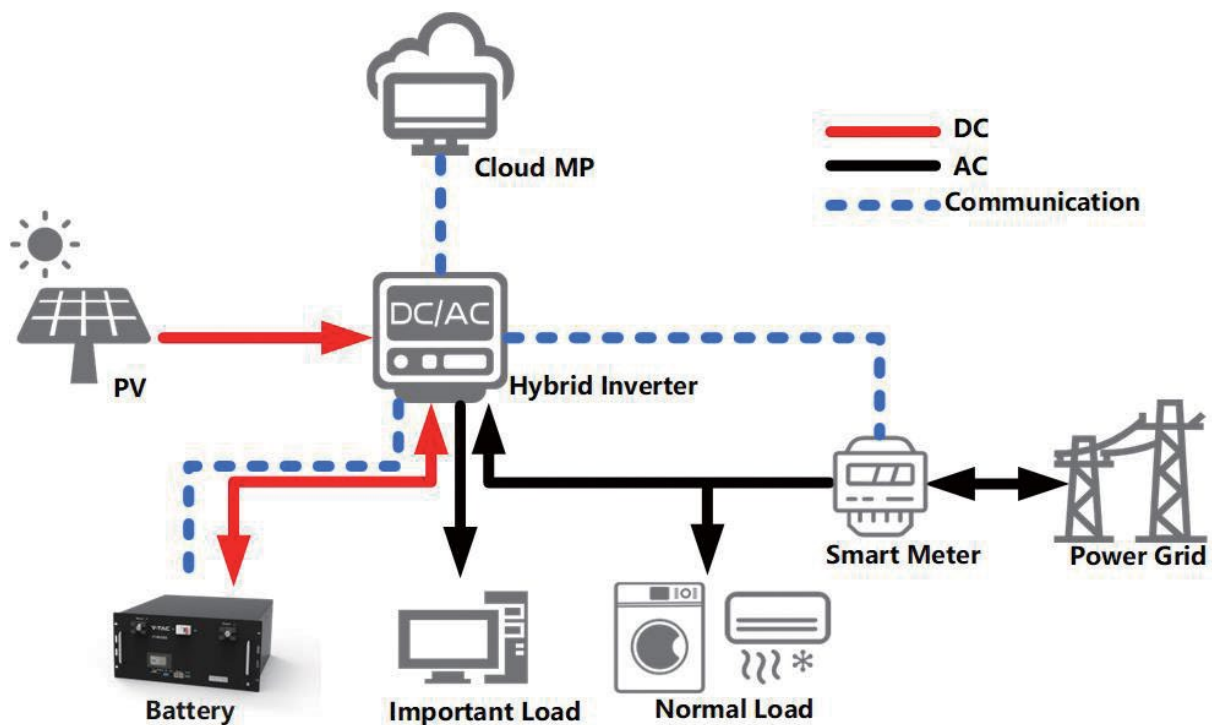 DC
AC
Communication
Cloud MP
DC/AC
PV
Hybrid Inverter
Smart Meter
Power Grid
V-TAC
Battery
Important Load
Normal Load